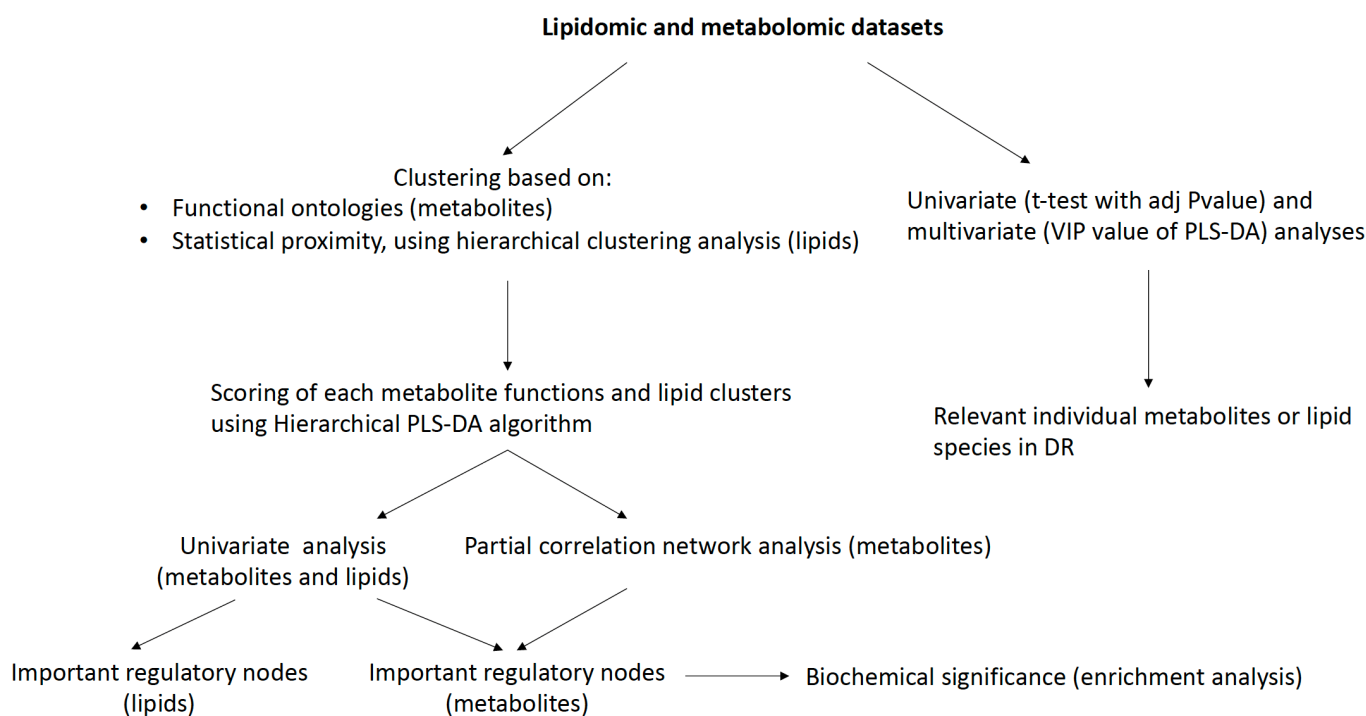 Lipidomic and metabolomic datasets
Clustering based on:
• Functional ontologies (metabolites)
• Statistical proximity, using hierarchical clustering analysis (lipids)
Univariate (t-test with adj Pvalue) and
multivariate (VIP value of PLS-DA) analyses
Scoring of each metabolite functions and lipid clusters
using Hierarchical PLS-DA algorithm
Relevant individual metabolites or lipid
species in DR
Univariate  analysis
(metabolites and lipids)
Partial correlation network analysis (metabolites)
Important regulatory nodes
(lipids)
Important regulatory nodes
(metabolites)
Biochemical significance (enrichment analysis)